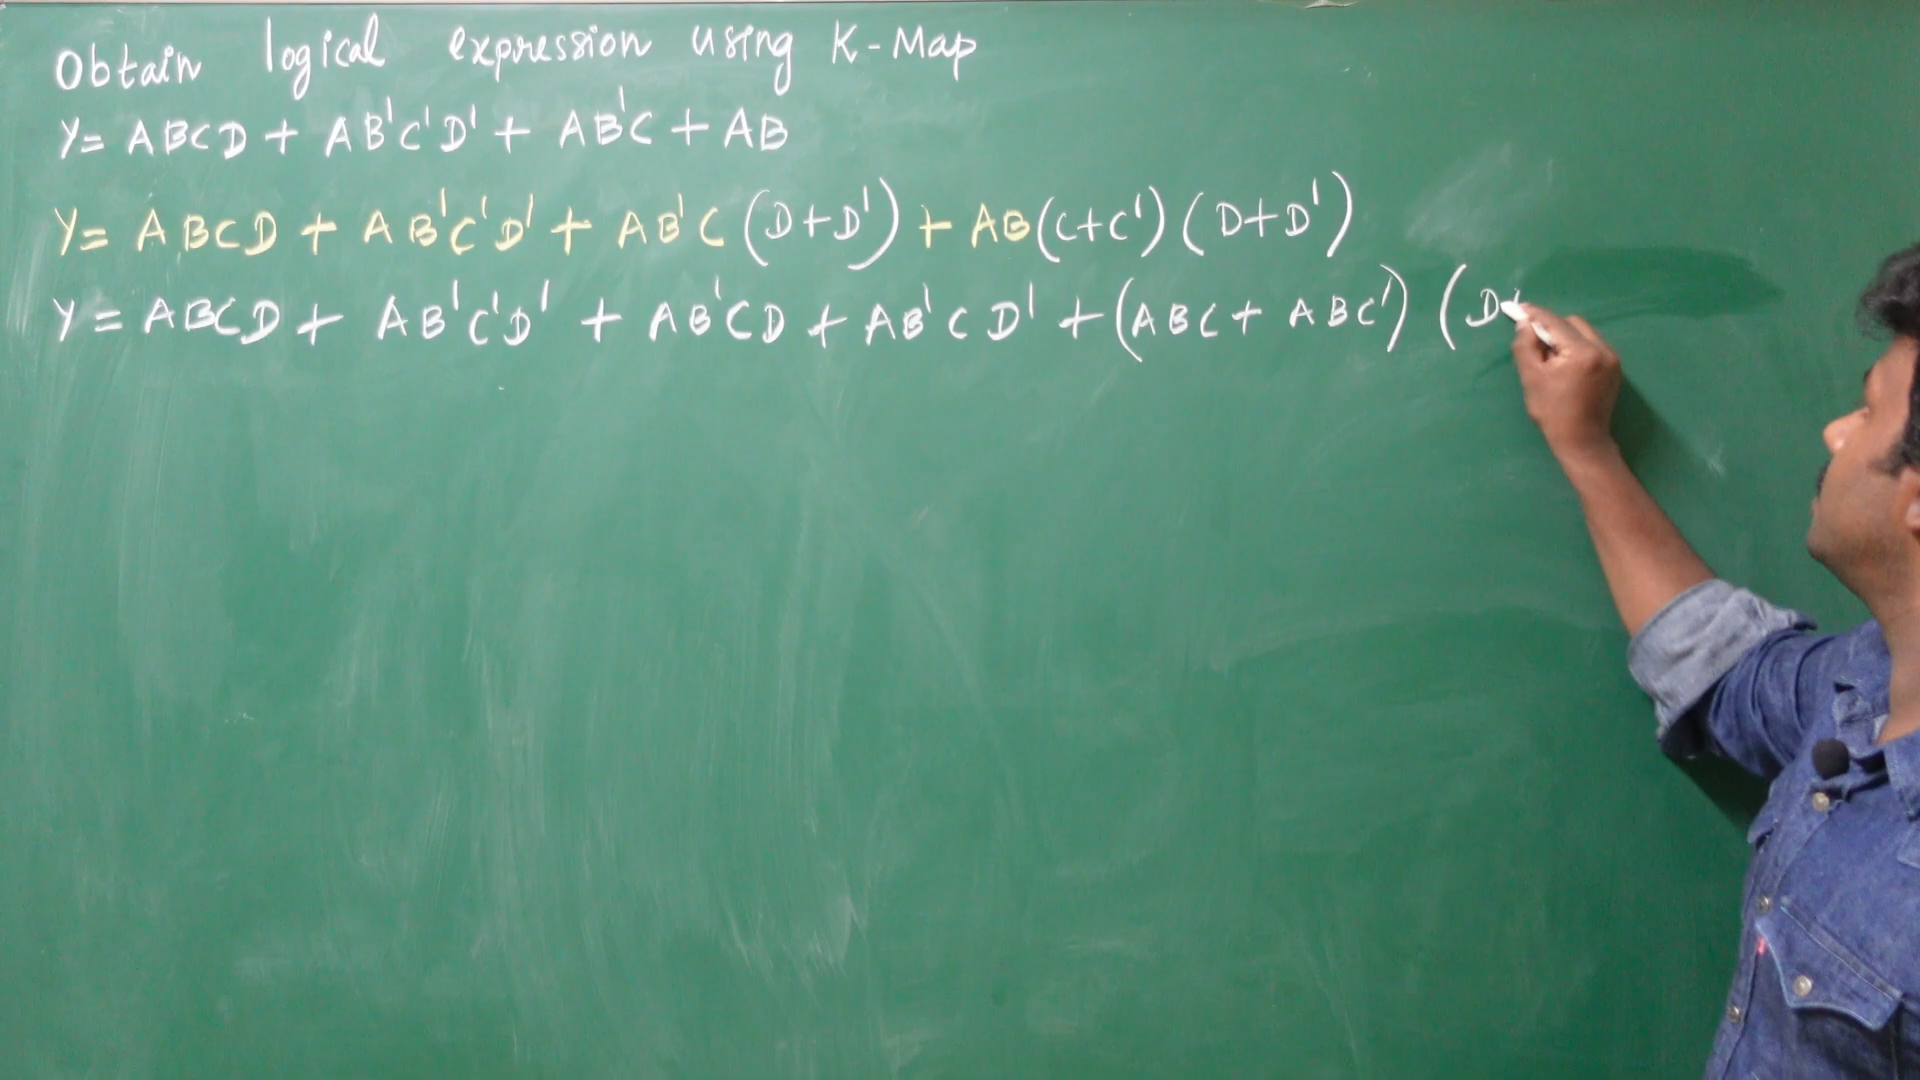 Obtain logical expression using K-Map
Y= ABCD + AB'C'D' + AB'C + AB
Y= ABCD + AB'C'D' + AB'C (D+D') + AB(C+C') (D+D')
Y= ABCD + AB'C'D' + AB'CD + AB'CD' + (ABC + ABC') (D+